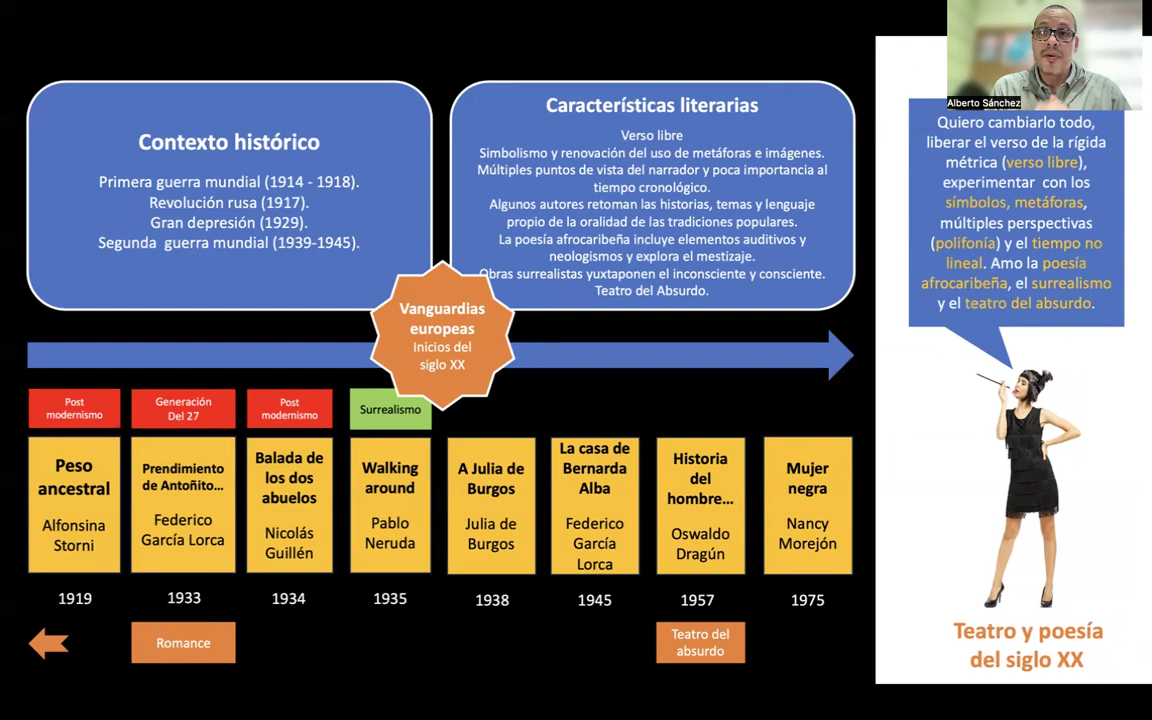 Alberto Sánchez
Contexto histórico
Primera guerra mundial (1914 - 1918).
Revolución rusa (1917).
Gran depresión (1929).
Segunda guerra mundial (1939-1945).
Características literarias
Verso libre
Simbolismo y renovación del uso de metáforas e imágenes.
Múltiples puntos de vista del narrador y poca importancia al
tiempo cronológico.
Algunos autores retoman las historias, temas y lenguaje
propio de la oralidad de las tradiciones populares.
La poesía afrocaribeña incluye elementos auditivos y
neologismos y explora el mestizaje.
Obras surrealistas yuxtaponen el inconsciente y consciente.
Teatro del Absurdo.
Vanguardias
europeas
Inicios del
siglo XX
Post
modernismo
Generación
Del 27
Post
modernismo
Surrealismo
Peso
ancestral
Alfonsina
Storni
Prendimiento
de Antoñito...
Federico
García Lorca
Balada de
los dos
abuelos
Nicolás
Guillén
Walking
around
Pablo
Neruda
A Julia de
Burgos
Julia de
Burgos
La casa de
Bernarda
Alba
Federico
García
Lorca
Historia
del
hombre...
Oswaldo
Dragún
Mujer
negra
Nancy
Morejón
1919
1933
1934
1935
1938
1945
1957
1975
Romance
Teatro del
absurdo
Quiero cambiarlo todo,
liberar el verso de la rígida
métrica (verso libre),
experimentar con los
símbolos, metáforas,
múltiples perspectivas
(polifonía) y el tiempo no
lineal. Amo la poesía
afrocaribeña, el surrealismo
y el teatro del absurdo.
Teatro y poesía
del siglo XX